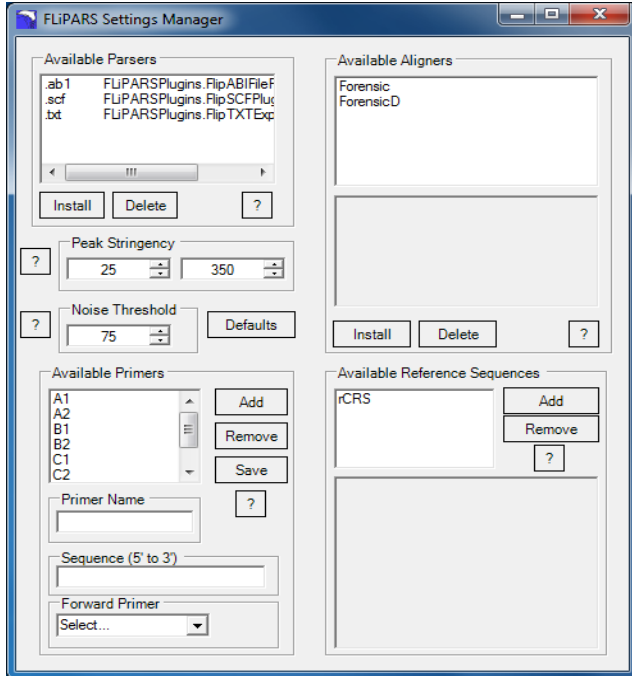 FLiPARS Settings Manager
Available Parsers
.ab1 FLiPARSPlugins.FlipABIFileF
.scf FLiPARSPlugins.FlipSCFPlug
.txt FLiPARSPlugins.FlipTXTExp
Install Delete ?
Available Aligners
Forensic
ForensicD
Install Delete ?
? Peak Stringency
25 350
? Noise Threshold
75 Defaults
Available Primers
A1
A2
B1
B2
C1
C2
Add
Remove
Save
?
Primer Name
Sequence (5' to 3')
Forward Primer
Select...
Available Reference Sequences
rCRS
Add
Remove
?